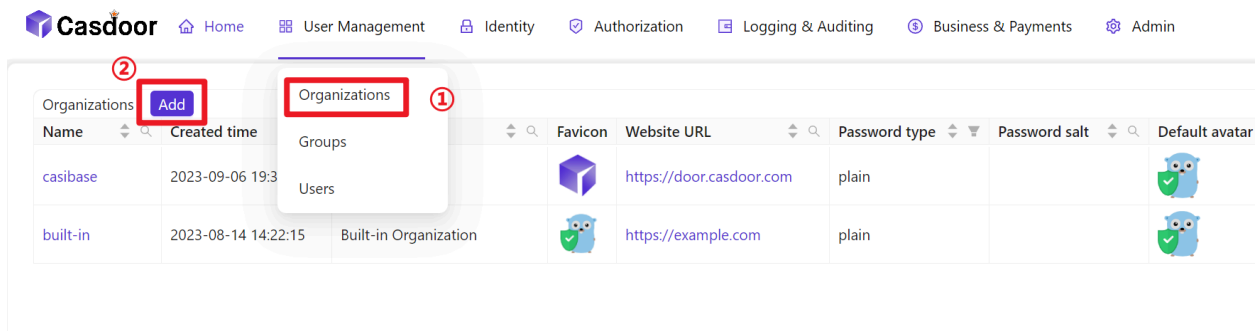 Casdoor Home User Management Identity Authorization Logging & Auditing Business & Payments Admin
②
Organizations Add
Organizations ①
Groups
Users
Name Created time Favicon Website URL Password type Password salt Default avatar
casibase 2023-09-06 19:3 https://door.casdoor.com plain
built-in 2023-08-14 14:22:15 Built-in Organization https://example.com plain